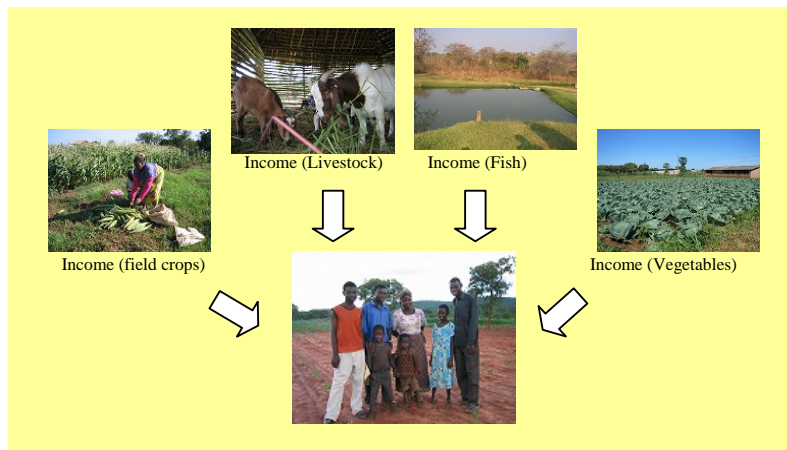 Income (Livestock)
Income (Fish)
Income (field crops)
Income (Vegetables)